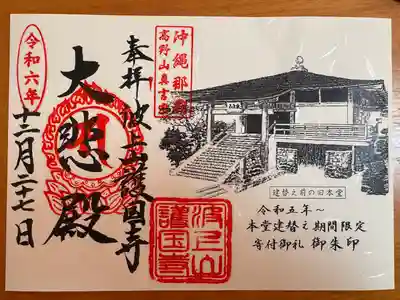 沖縄那覇
高野山真言宗
奉拝 波上山護国寺
大悲殿
令和六年
十二月二十七日
波上山
護国寺
建替え前の旧本堂
令和五年〜
本堂建替え期間限定
寄付御礼 御朱印